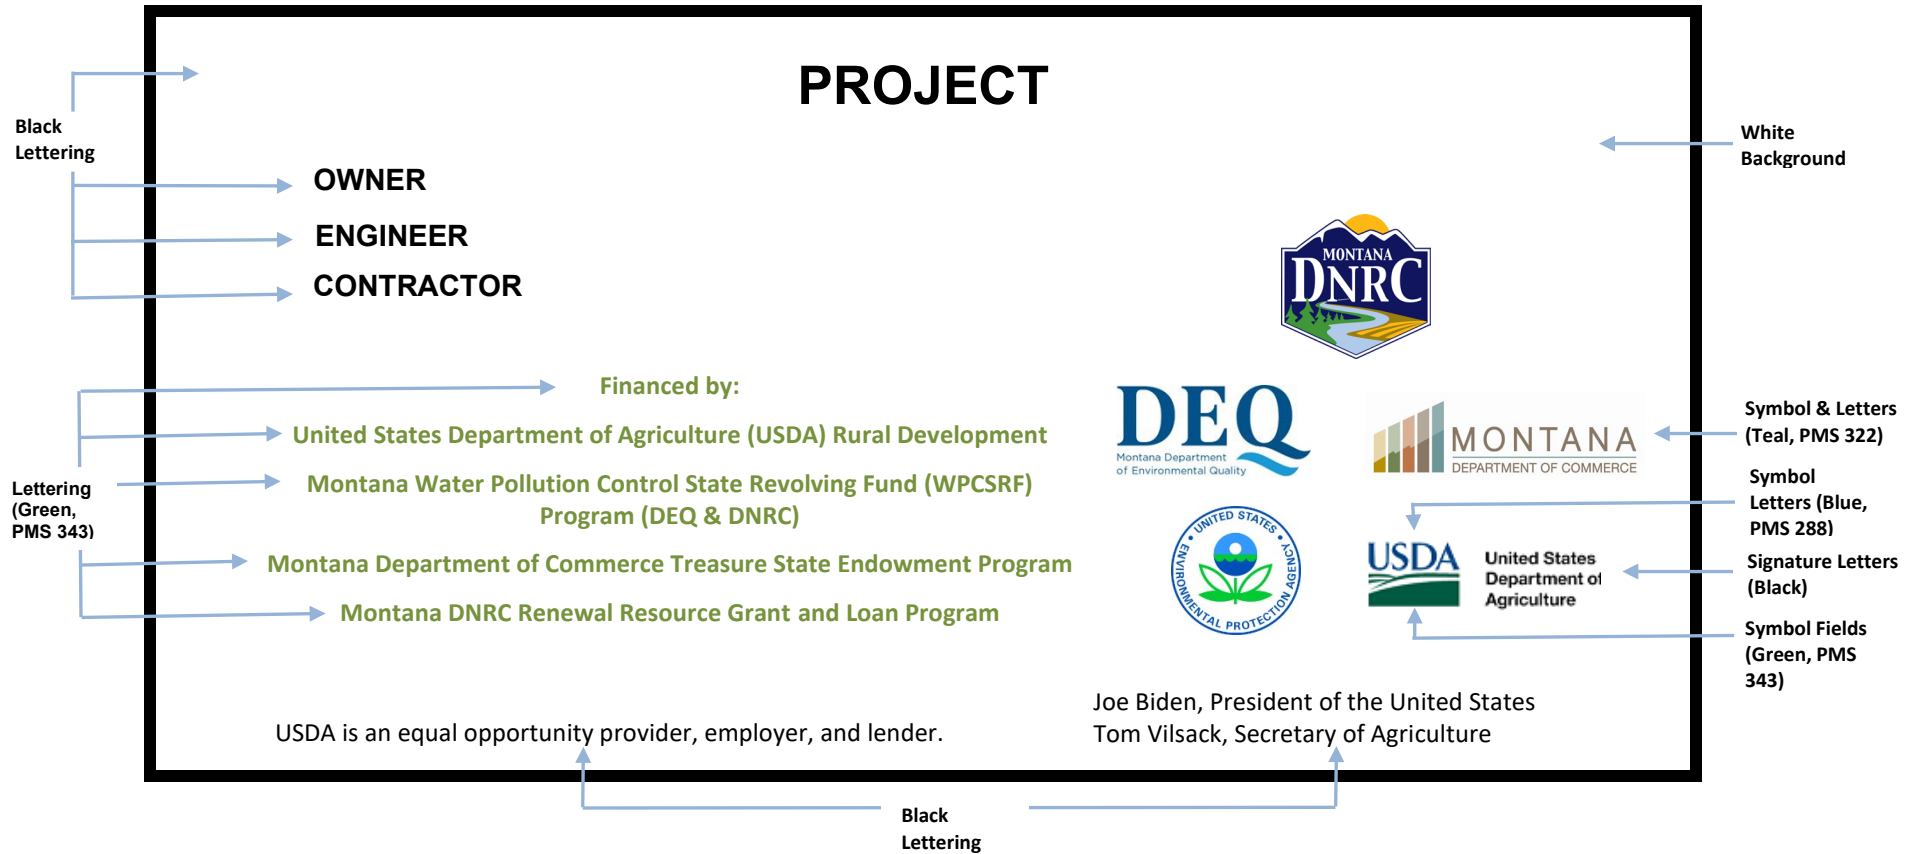 PROJECT
Black
Lettering
White
Background
OWNER
ENGINEER
CONTRACTOR
MONTANA
DNRC
Financed by:
United States Department of Agriculture (USDA) Rural Development
Montana Water Pollution Control State Revolving Fund (WPCSRF)
Program (DEQ & DNRC)
Montana Department of Commerce Treasure State Endowment Program
Montana DNRC Renewal Resource Grant and Loan Program
Lettering
(Green,
PMS 343)
DEQ
Montana Department
of Environmental Quality
MONTANA
DEPARTMENT OF COMMERCE
UNITED STATES
ENVIRONMENTAL PROTECTION AGENCY
USDA
United States
Department of
Agriculture
Symbol & Letters
(Teal, PMS 322)
Symbol
Letters (Blue,
PMS 288)
Signature Letters
(Black)
Symbol Fields
(Green, PMS
343)
USDA is an equal opportunity provider, employer, and lender.
Joe Biden, President of the United States
Tom Vilsack, Secretary of Agriculture
Black
Lettering